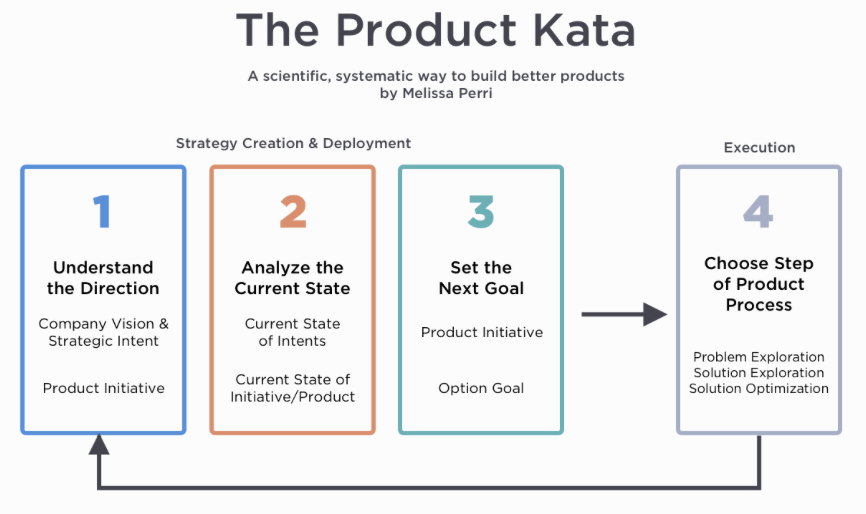 The Product Kata
A scientific, systematic way to build better products
by Melissa Perri
Strategy Creation & Deployment
Execution
1
Understand
the Direction
Company Vision &
Strategic Intent
Product Initiative
2
Analyze the
Current State
Current State
of Intents
Current State of
Initiative/Product
3
Set the
Next Goal
Product Initiative
Option Goal
4
Choose Step
of Product
Process
Problem Exploration
Solution Exploration
Solution Optimization